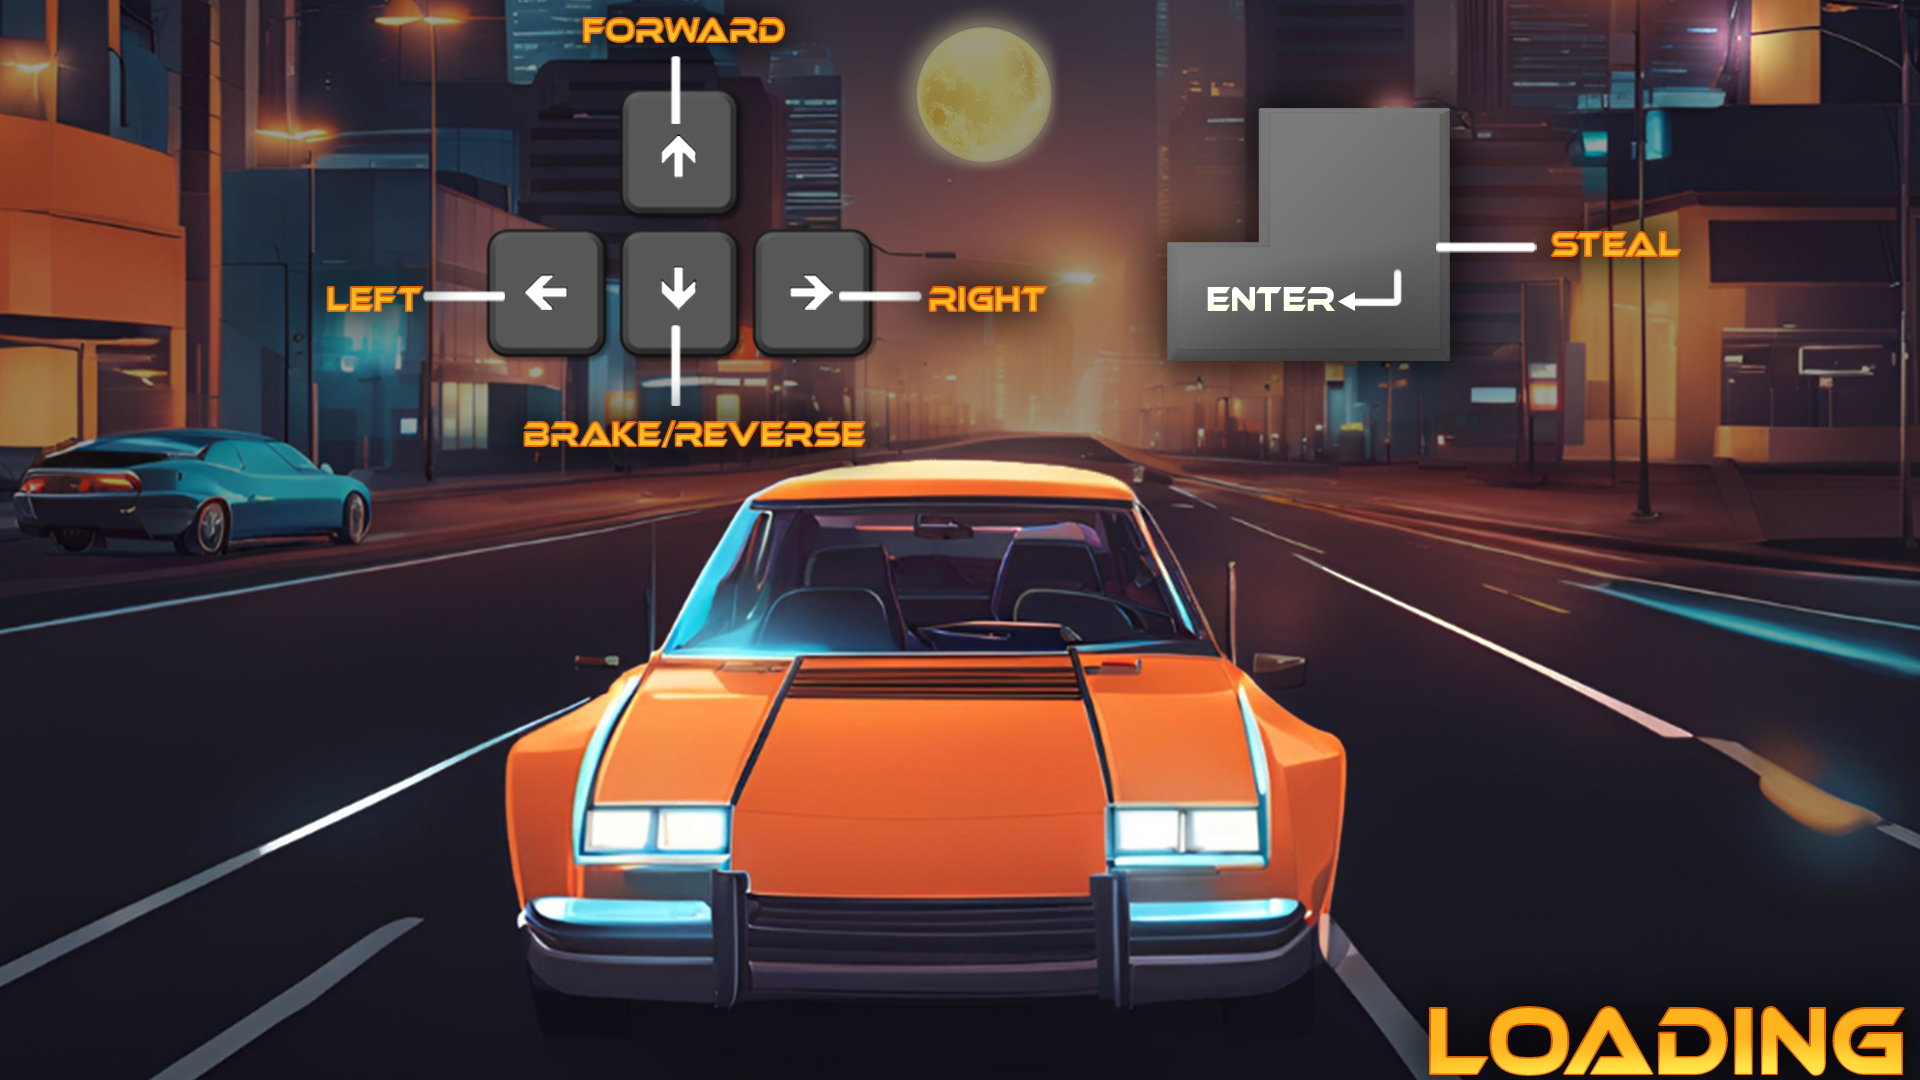 FORWARD
STEAL
LEFT
RIGHT
ENTER
BRAKE/REVERSE
LOADING